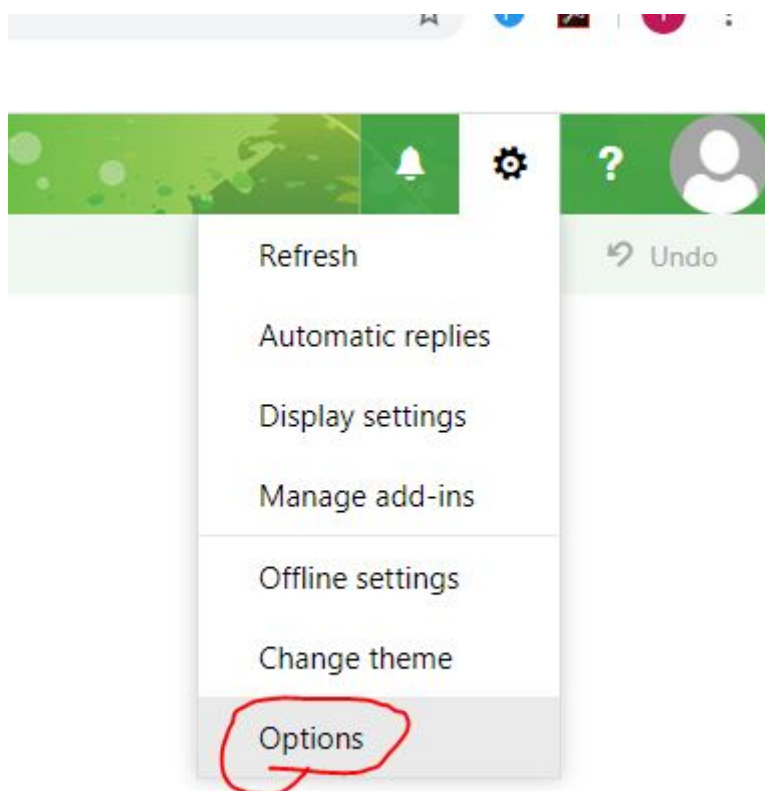 ?
Refresh
Undo
Automatic replies
Display settings
Manage add-ins
Offline settings
Change theme
Options